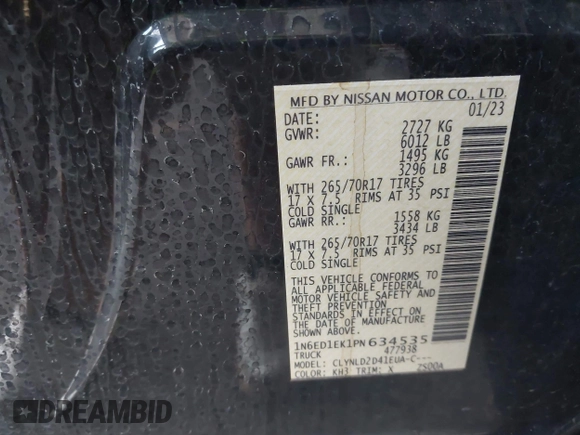 MFD BY NISSAN MOTOR CO., LTD.
DATE: 01/23
GVWR: 2727 KG
6012 LB
GAWR FR.: 1495 KG
3296 LB
WITH 265/70R17 TIRES
17 X 7.5 RIMS AT 35 PSI
COLD SINGLE
GAWR RR.: 1558 KG
3434 LB
WITH 265/70R17 TIRES
17 X 7.5 RIMS AT 35 PSI
COLD SINGLE
THIS VEHICLE CONFORMS TO
ALL APPLICABLE FEDERAL
MOTOR VEHICLE SAFETY AND
THEFT PREVENTION
STANDARDS IN EFFECT ON
THE DATE OF MANUFACTURE
SHOWN ABOVE.
1N6ED1EK1PN634535
TRUCK 477938
MODEL: CLYNLDZD41EUA-C---
COLOR: KH3 TRIM: X 2S00A
AUTOBIDMASTER